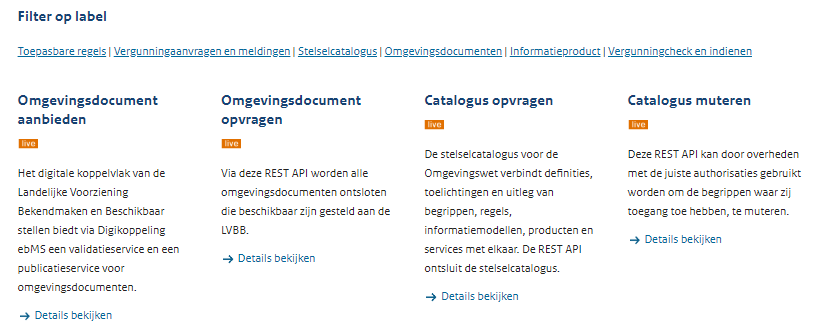 Filter op label
Toepasbare regels | Vergunningaanvragen en meldingen | Stelselcatalogus | Omgevingsdocumenten | Informatieproduct | Vergunningcheck en indienen
Omgevingsdocument
aanbieden
live
Het digitale koppelvlak van de
Landelijke Voorziening
Bekendmaken en Beschikbaar
stellen biedt via Digikoppeling
ebMS een validatieservice en een
publicatieservice voor
omgevingsdocumenten.
→ Details bekijken
Omgevingsdocument
opvragen
live
Via deze REST API worden alle
omgevingsdocumenten ontsloten
die beschikbaar zijn gesteld aan de
LVBB.
→ Details bekijken
Catalogus opvragen
live
De stelselcatalogus voor de
Omgevingswet verbindt definities,
toelichtingen en uitleg van
begrippen, regels,
informatiemodellen, producten en
services met elkaar. De REST API
ontsluit de stelselcatalogus.
→ Details bekijken
Catalogus muteren
live
Deze REST API kan door overheden
met de juiste authorisaties gebruikt
worden om de begrippen waar zij
toegang toe hebben, te muteren.
→ Details bekijken